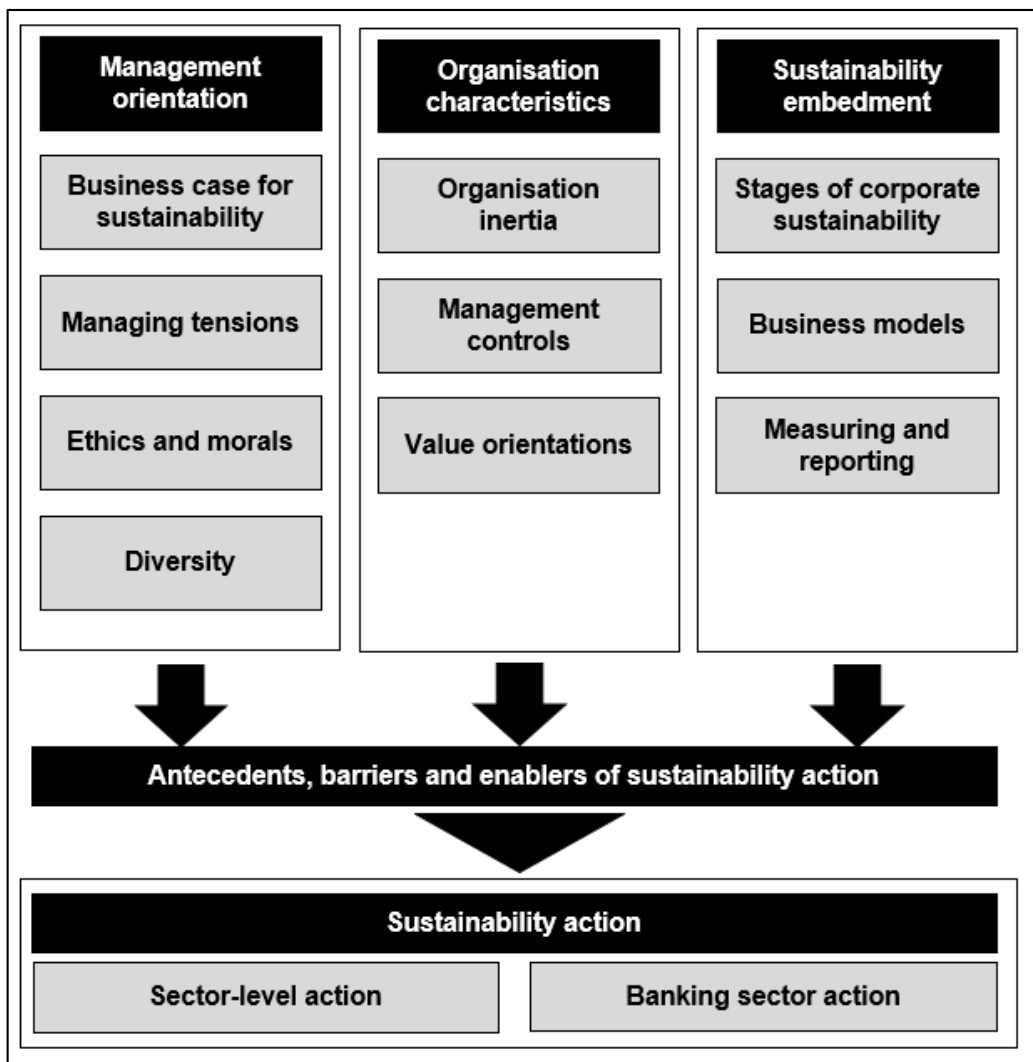 Management
orientation
Business case for
sustainability
Managing tensions
Ethics and morals
Diversity
Organisation
characteristics
Organisation
inertia
Management
controls
Value orientations
Sustainability
embedment
Stages of corporate
sustainability
Business models
Measuring and
reporting
Antecedents, barriers and enablers of sustainability action
Sustainability action
Sector-level action
Banking sector action